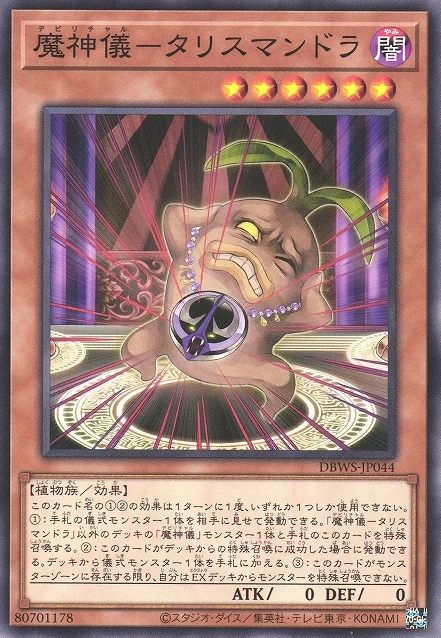 デビリチャル
魔神儀－タリスマンドラ
やみ
闇
DBWS-JP044
【植物族／効果】
このカード名の①②の効果は1ターンに1度、いずれか1つしか使用できない。
①：手札の儀式モンスター1体を相手に見せて発動できる。「魔神儀－タリス
マンドラ」以外のデッキの「魔神儀」モンスター1体と手札のこのカードを特殊
召喚する。②：このカードがデッキからの特殊召喚に成功した場合に発動でき
る。デッキから儀式モンスター1体を手札に加える。③：このカードがモンス
ターゾーンに存在する限り、自分はEXデッキからモンスターを特殊召喚できない。
ATK/ 0 DEF/ 0
80701178 ©スタジオ・ダイス／集英社・テレビ東京・KONAMI